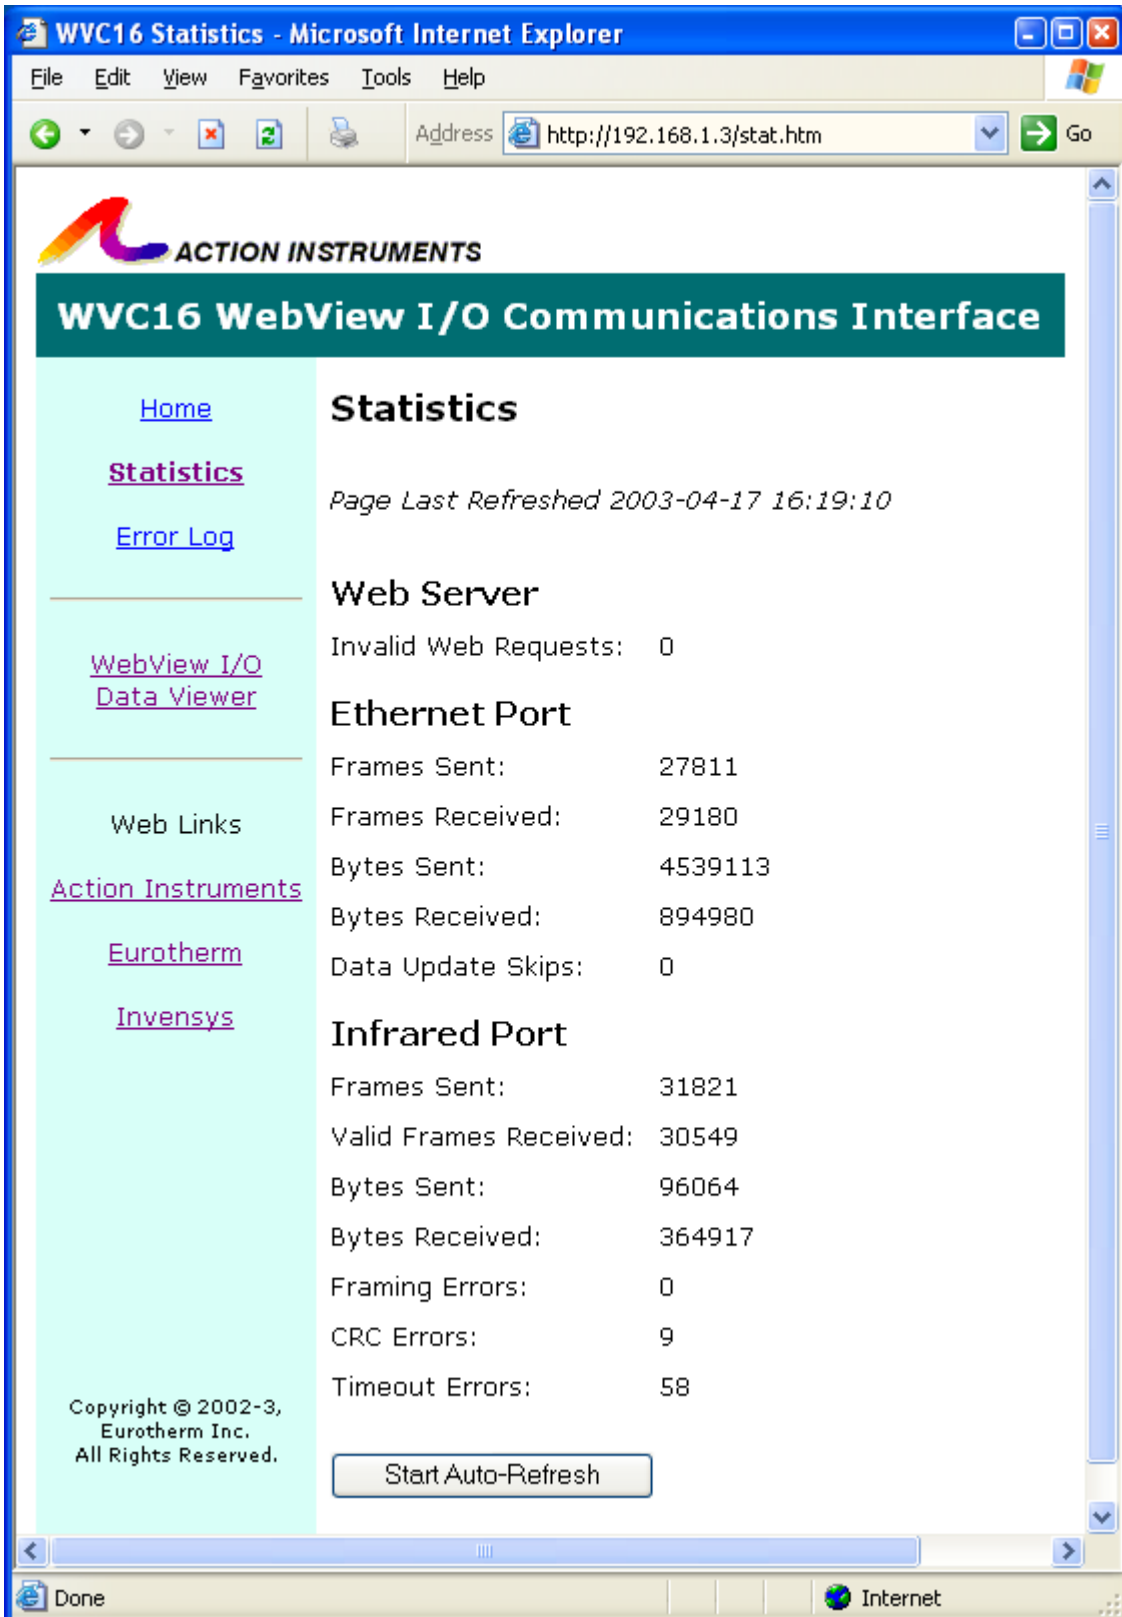 WVC16 Statistics - Microsoft Internet Explorer
File Edit View Favorites Tools Help
Address http://192.168.1.3/stat.htm Go
ACTION INSTRUMENTS
WVC16 WebView I/O Communications Interface
Home
Statistics
Error Log
WebView I/O
Data Viewer
Web Links
Action Instruments
Eurotherm
Invensys
Copyright © 2002-3,
Eurotherm Inc.
All Rights Reserved.
Statistics
Page Last Refreshed 2003-04-17 16:19:10
Web Server
Invalid Web Requests: 0
Ethernet Port
Frames Sent: 27811
Frames Received: 29180
Bytes Sent: 4539113
Bytes Received: 894980
Data Update Skips: 0
Infrared Port
Frames Sent: 31821
Valid Frames Received: 30549
Bytes Sent: 96064
Bytes Received: 364917
Framing Errors: 0
CRC Errors: 9
Timeout Errors: 58
Start Auto-Refresh
Done Internet